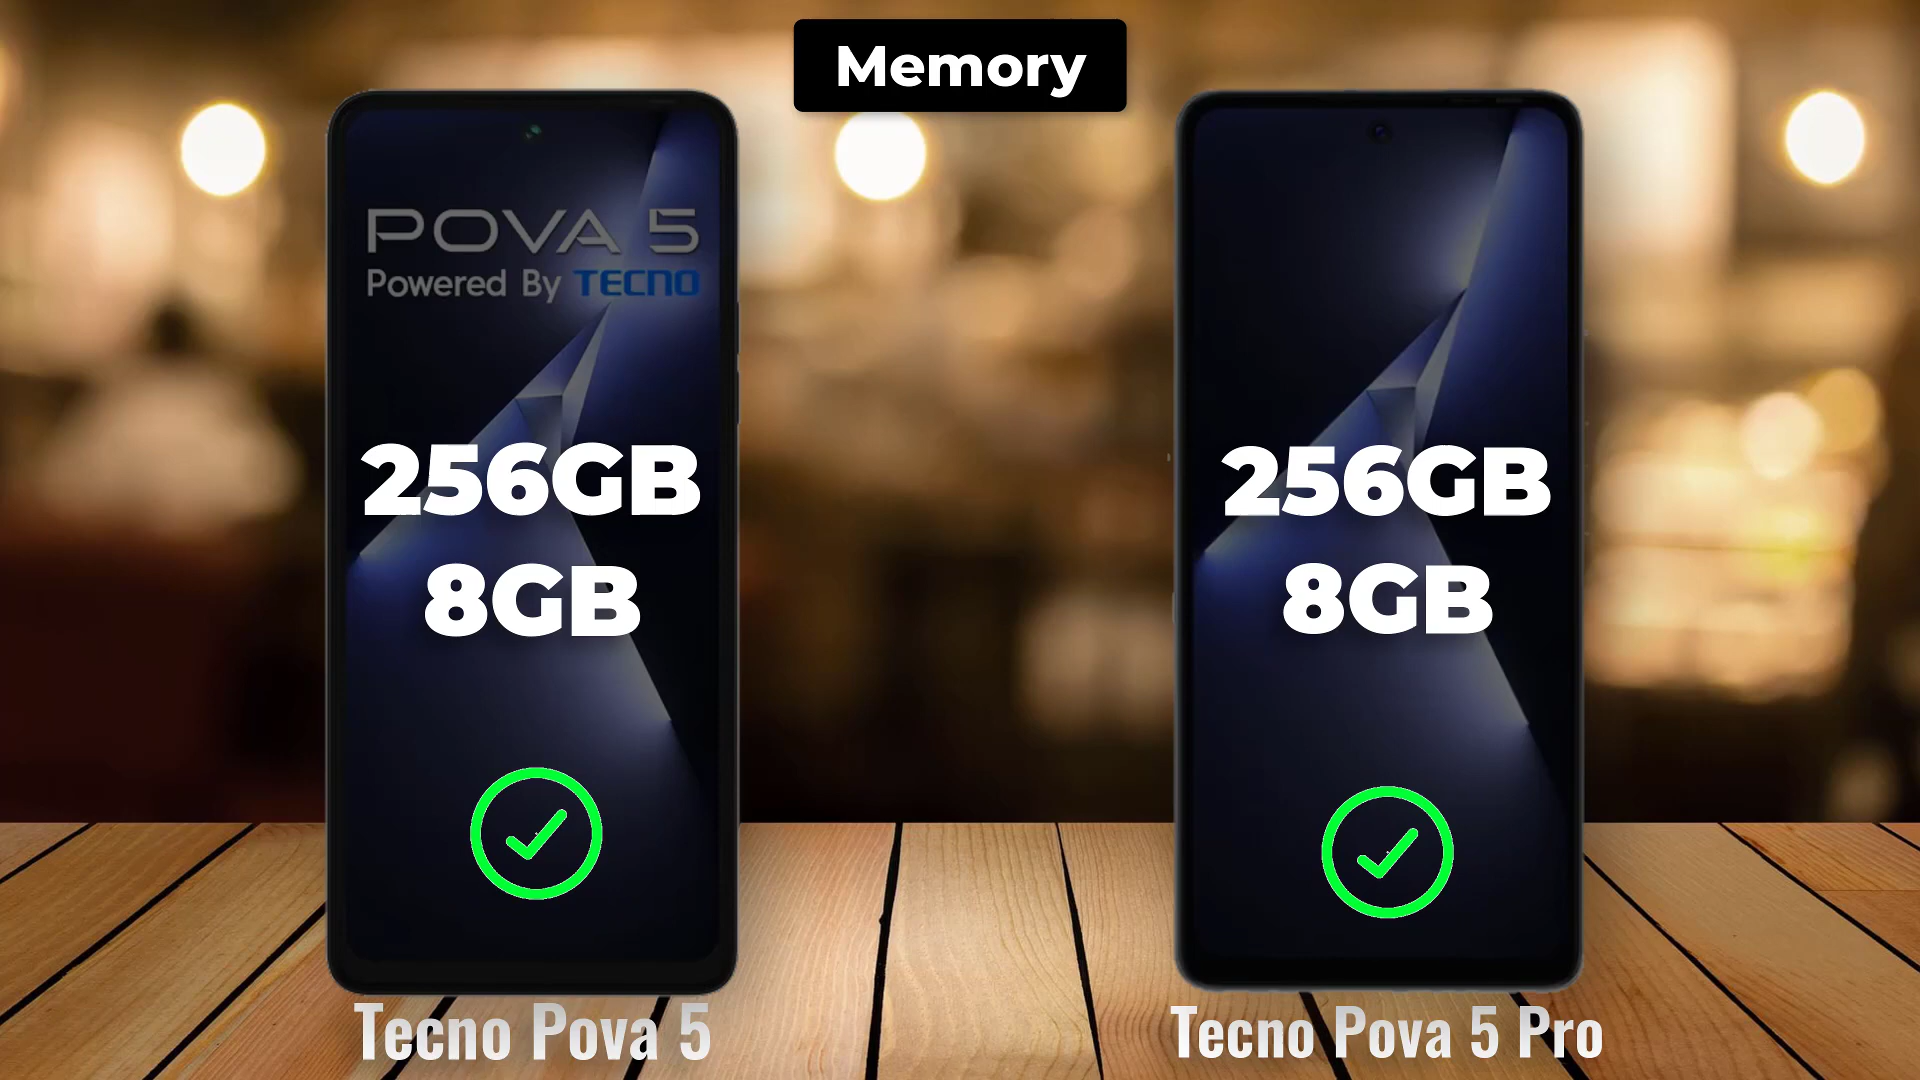 Memory
POVA 5
Powered By TECNO
256GB
8GB
256GB
8GB
Tecno Pova 5
Tecno Pova 5 Pro